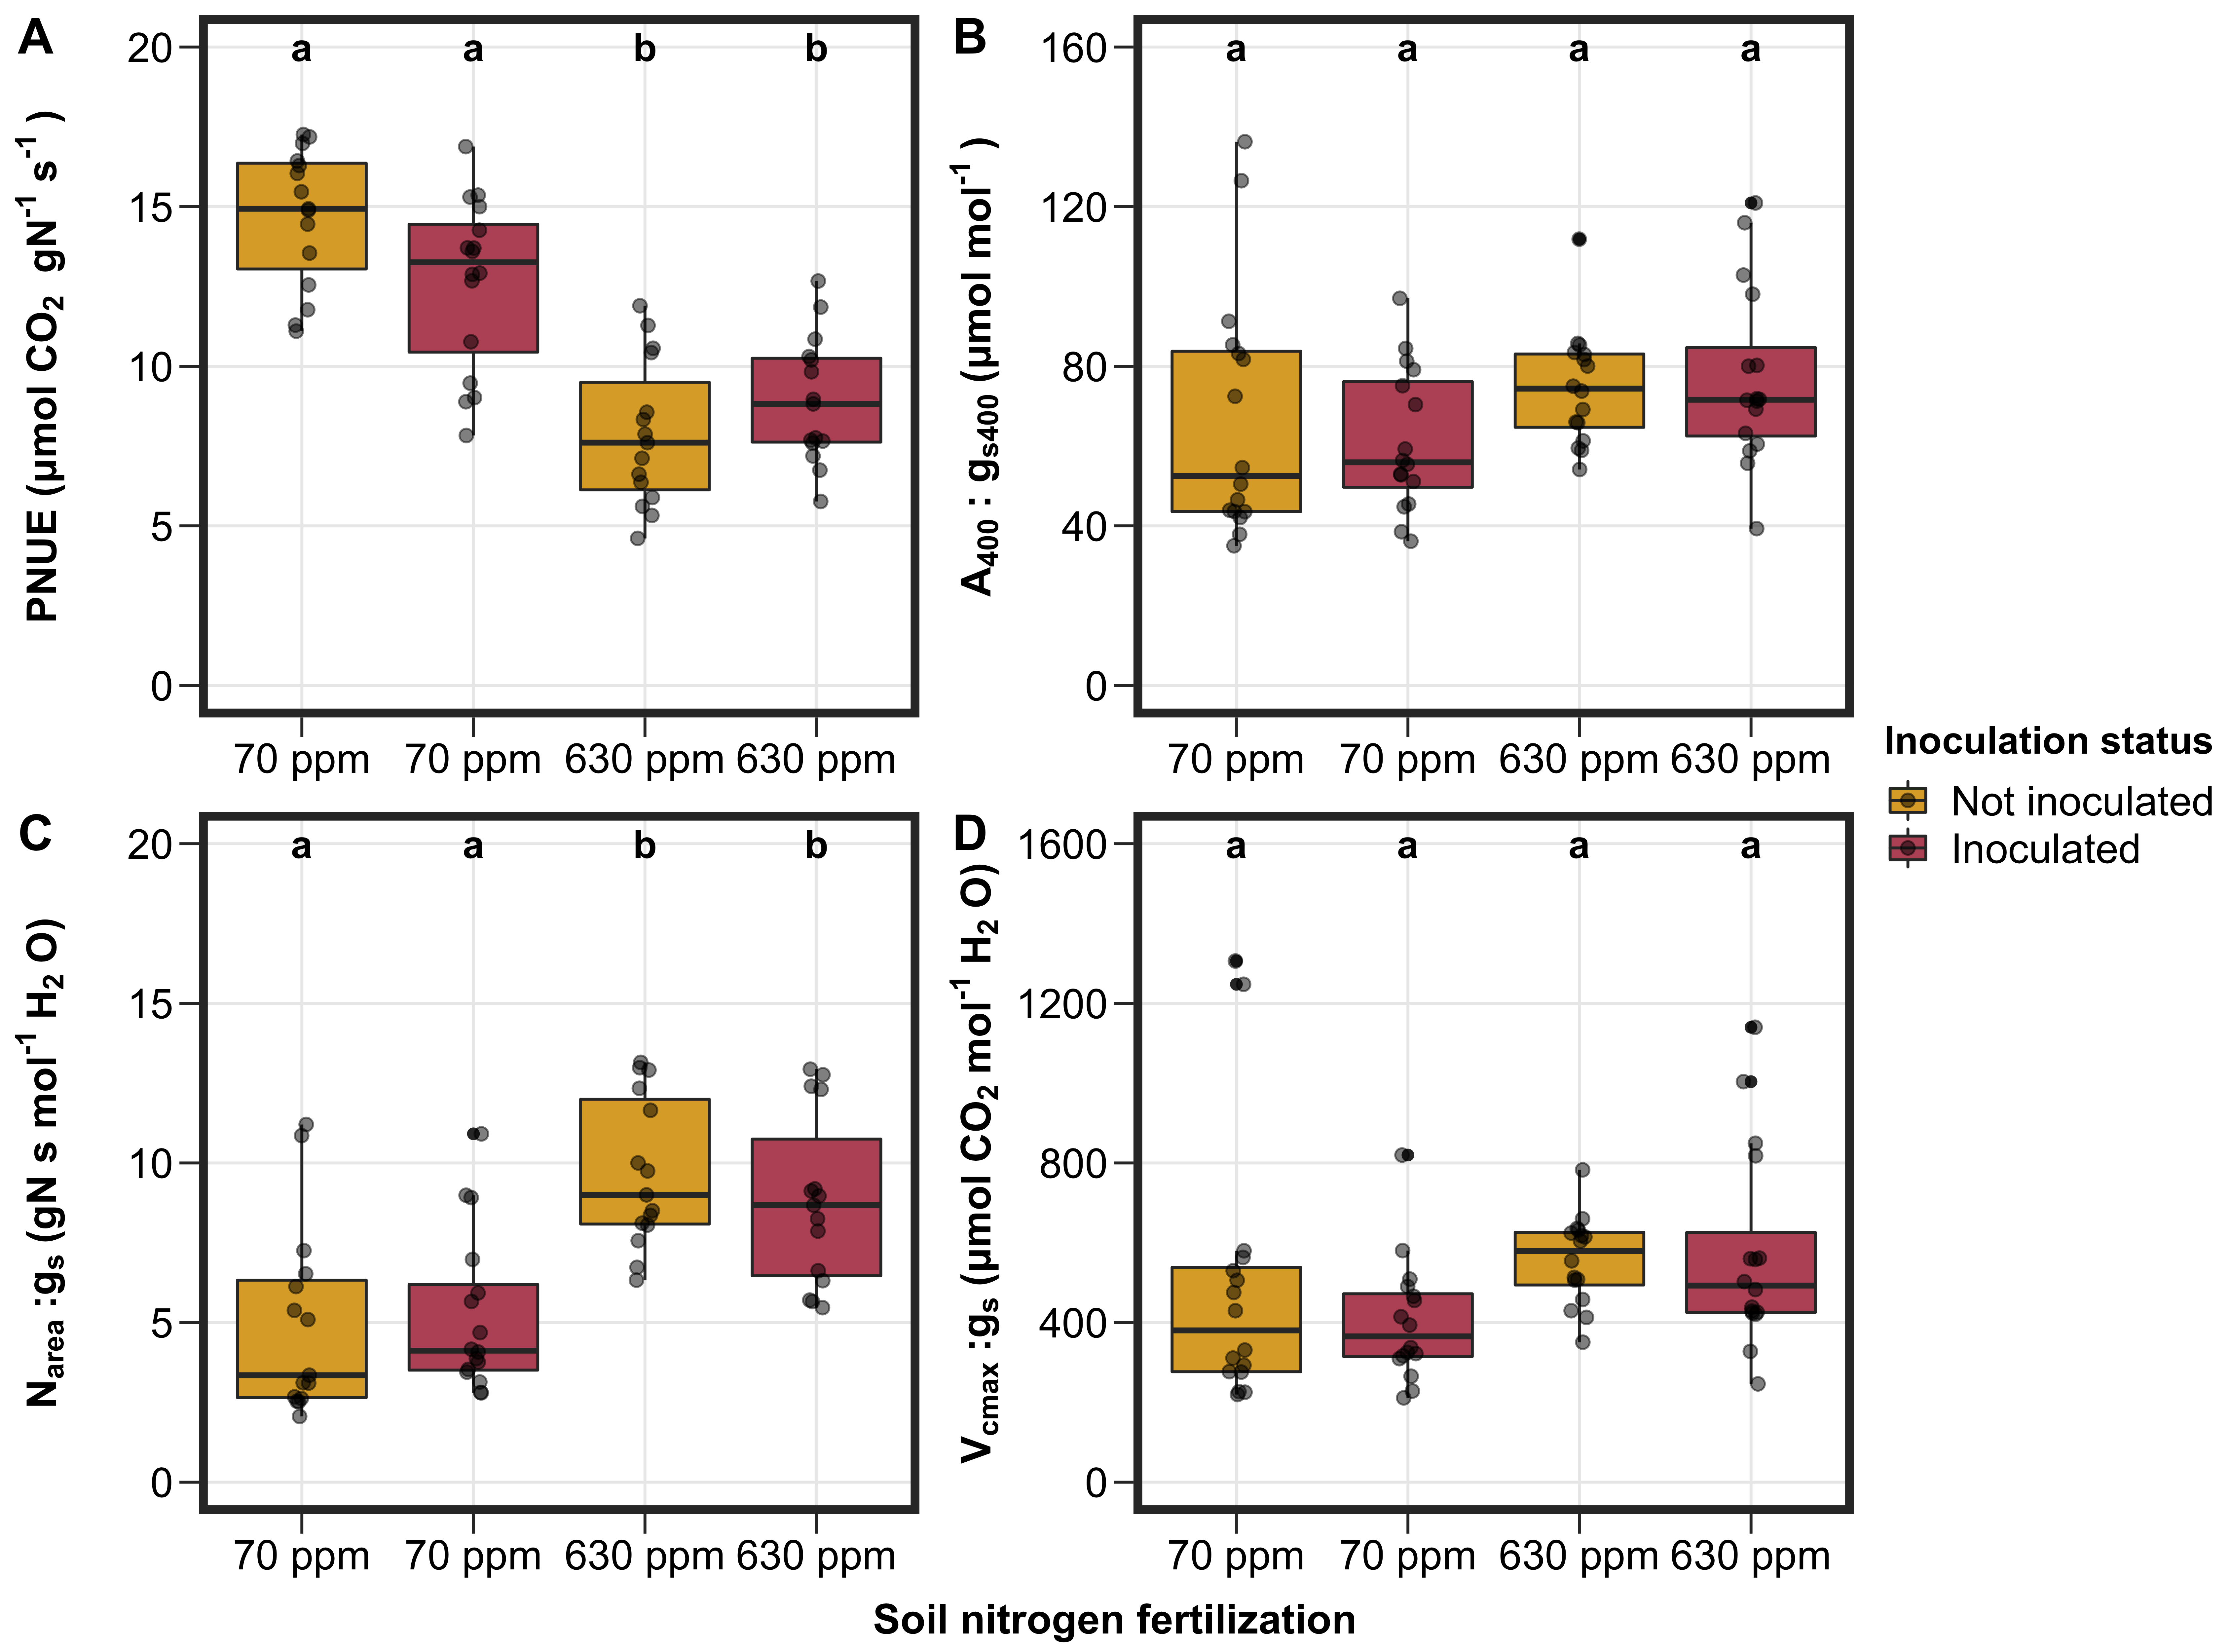 A
PNUE (μmol CO2 gN-1 s-1 )
20
15
10
5
0
a a b b
70 ppm 70 ppm 630 ppm 630 ppm
B
A400 : gs400 (μmol mol-1 )
160
120
80
40
0
a a a a
70 ppm 70 ppm 630 ppm 630 ppm
C
Narea :gs (gN s mol-1 H2 O)
20
15
10
5
0
a a b b
70 ppm 70 ppm 630 ppm 630 ppm
D
Vcmax :gs (μmol CO2 mol-1 H2 O)
1600
1200
800
400
0
a a a a
70 ppm 70 ppm 630 ppm 630 ppm
Soil nitrogen fertilization
Inoculation status
Not inoculated
Inoculated